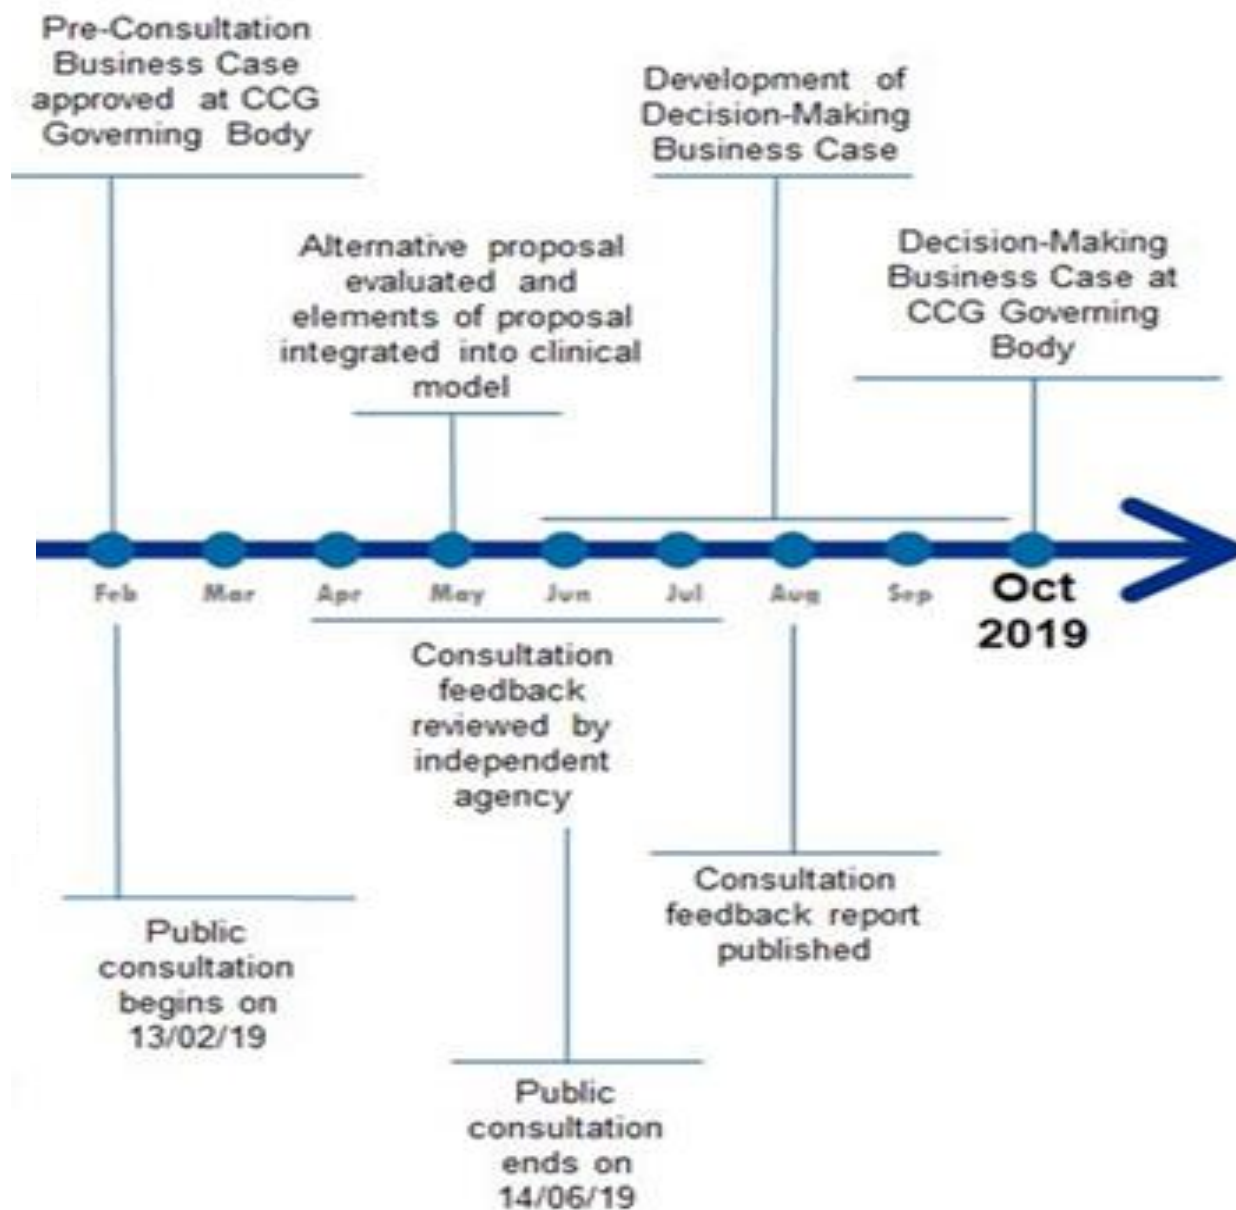 Pre-Consultation
Business Case
approved at CCG
Governing Body
Development of
Decision-Making
Business Case
Alternative proposal
evaluated and
elements of proposal
integrated into clinical
model
Decision-Making
Business Case at
CCG Governing
Body
Feb Mar Apr May Jun Jul Aug Sep Oct
2019
Consultation
feedback
reviewed by
independent
agency
Consultation
feedback report
published
Public
consultation
begins on
13/02/19
Public
consultation
ends on
14/06/19